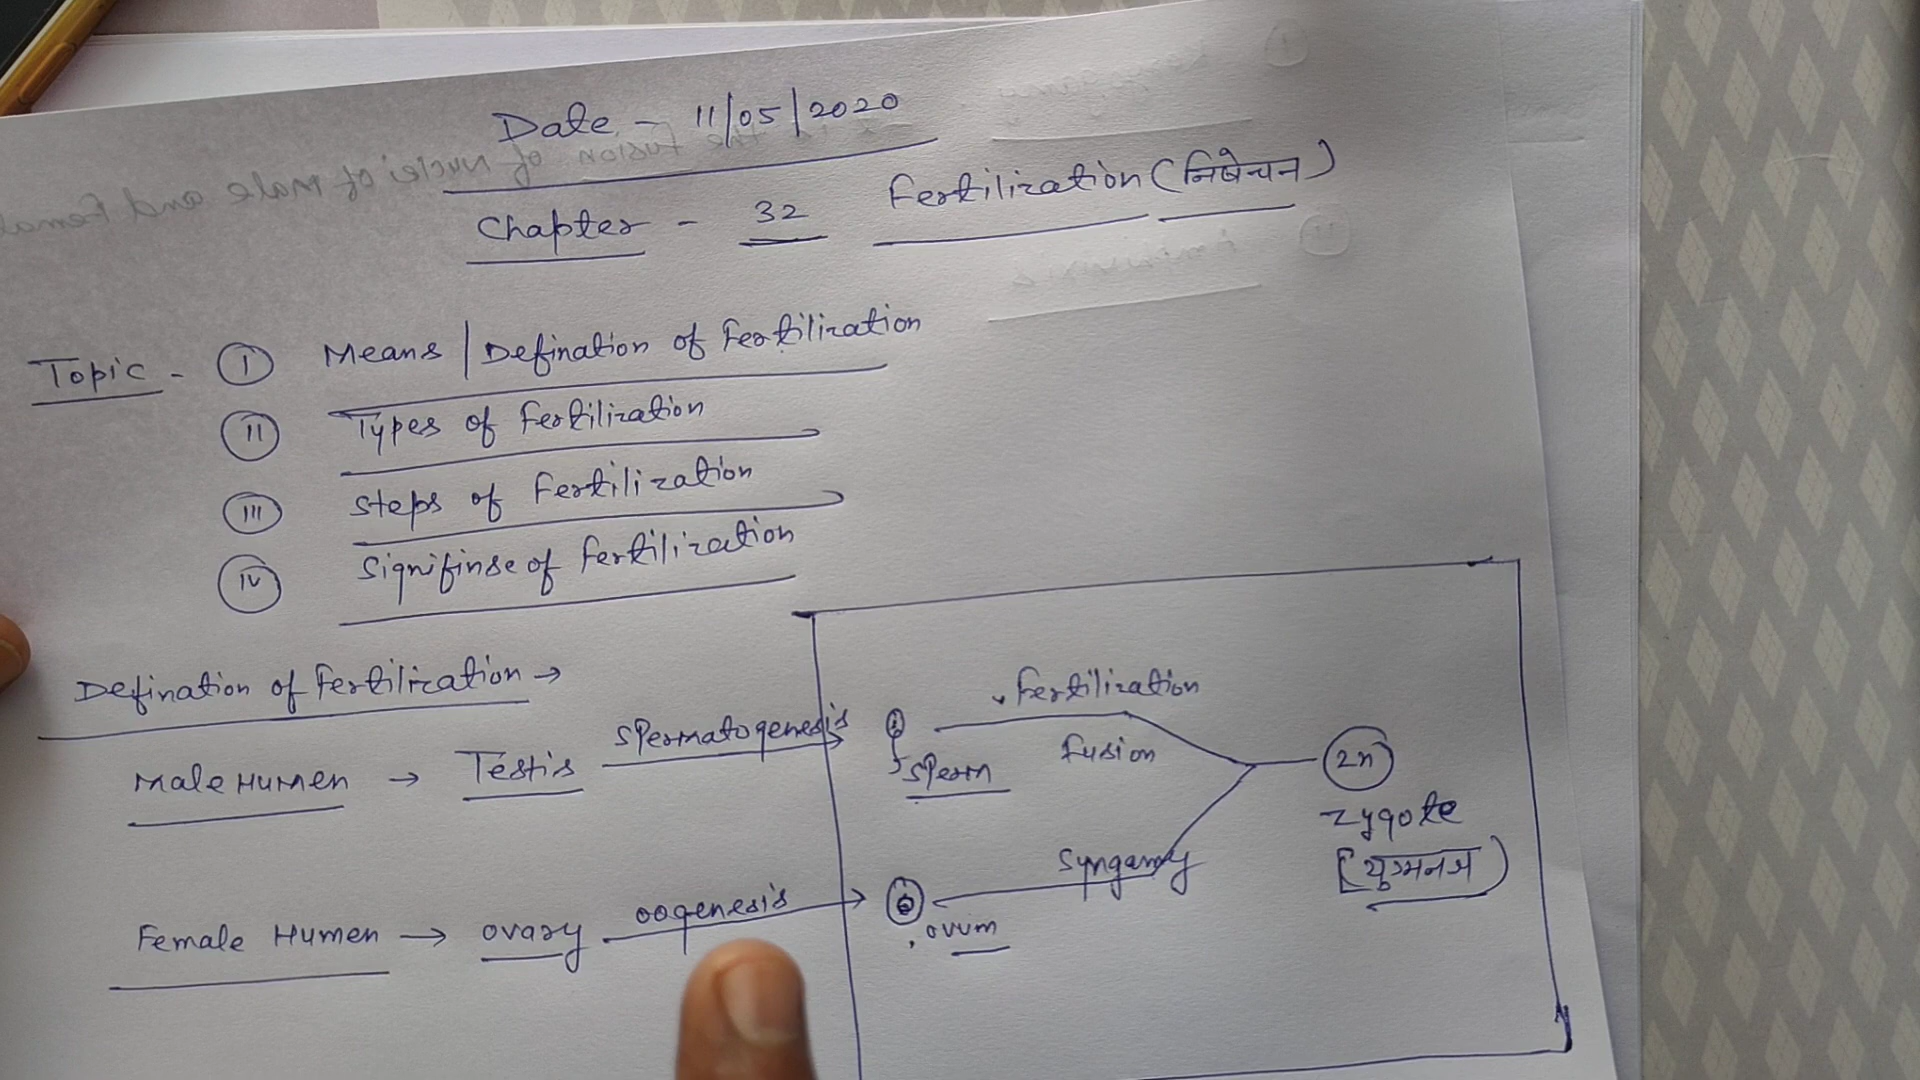 Date - 11/05/2020
Chapter - 32 Fertilization (निषेचन)
Topic - (I) Means / Defination of Fertilization
(II) Types of Fertilization
(III) Steps of Fertilization
(IV) Signifinse of Fertilization
Defination of Fertilization →
Male Humen → Testis Spermatogenesis → Sperm
Fertilization
Fusion
2n
Zygote
(युग्मनज)
Syngamy
Female Humen → ovary oogenesis → ovum